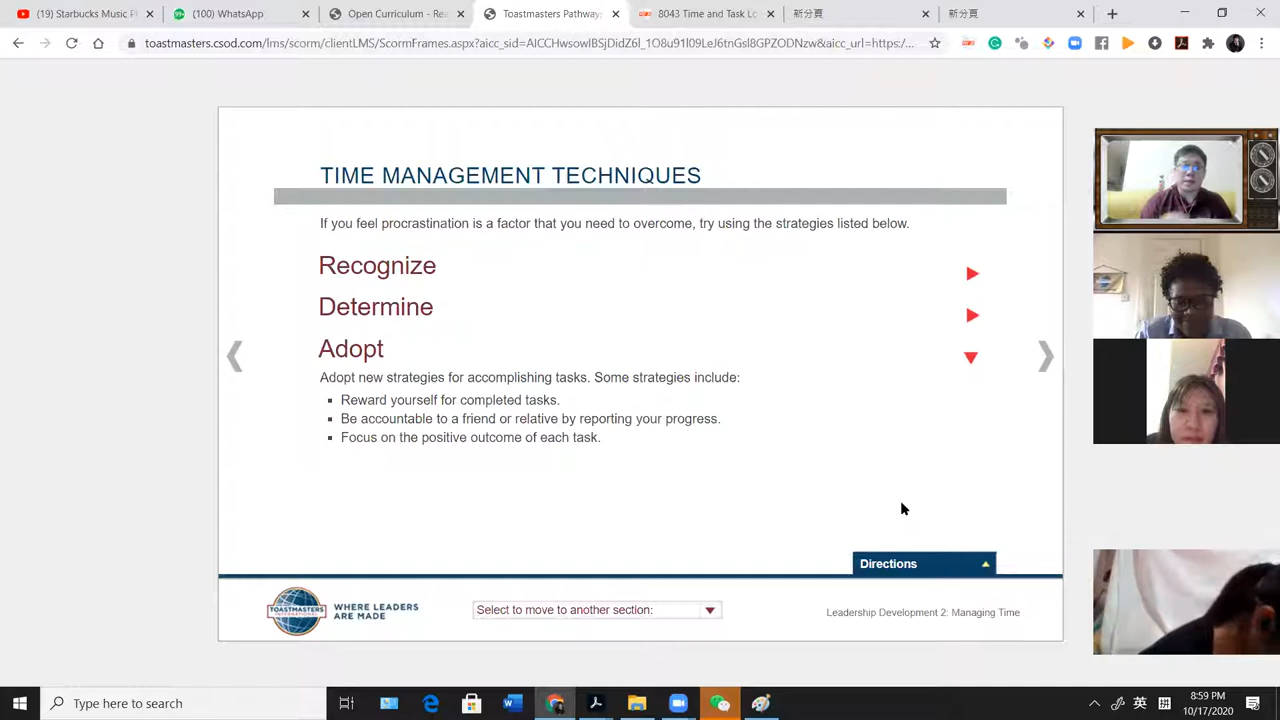 (19) Starbucks Music Pl
(100) WhatsApp
Open Curriculum - Re
Toastmasters Pathway
8043 Time and Task Lo
新分頁
新分頁
toastmasters.csod.com/lms/scorm/clientLMS/ScormFrames.aspx?aicc_sid=AICCHwsowlBSjDidZ6l_1O8u91l09LeJ6tnGsl8GPZODNzw&aicc_url=https:/...
TIME MANAGEMENT TECHNIQUES
If you feel procrastination is a factor that you need to overcome, try using the strategies listed below.
Recognize
Determine
Adopt
Adopt new strategies for accomplishing tasks. Some strategies include:
▪ Reward yourself for completed tasks.
▪ Be accountable to a friend or relative by reporting your progress.
▪ Focus on the positive outcome of each task.
Directions
TOASTMASTERS
INTERNATIONAL
WHERE LEADERS
ARE MADE
Select to move to another section:
Leadership Development 2: Managing Time
Type here to search
英
拼
8:59 PM
10/17/2020